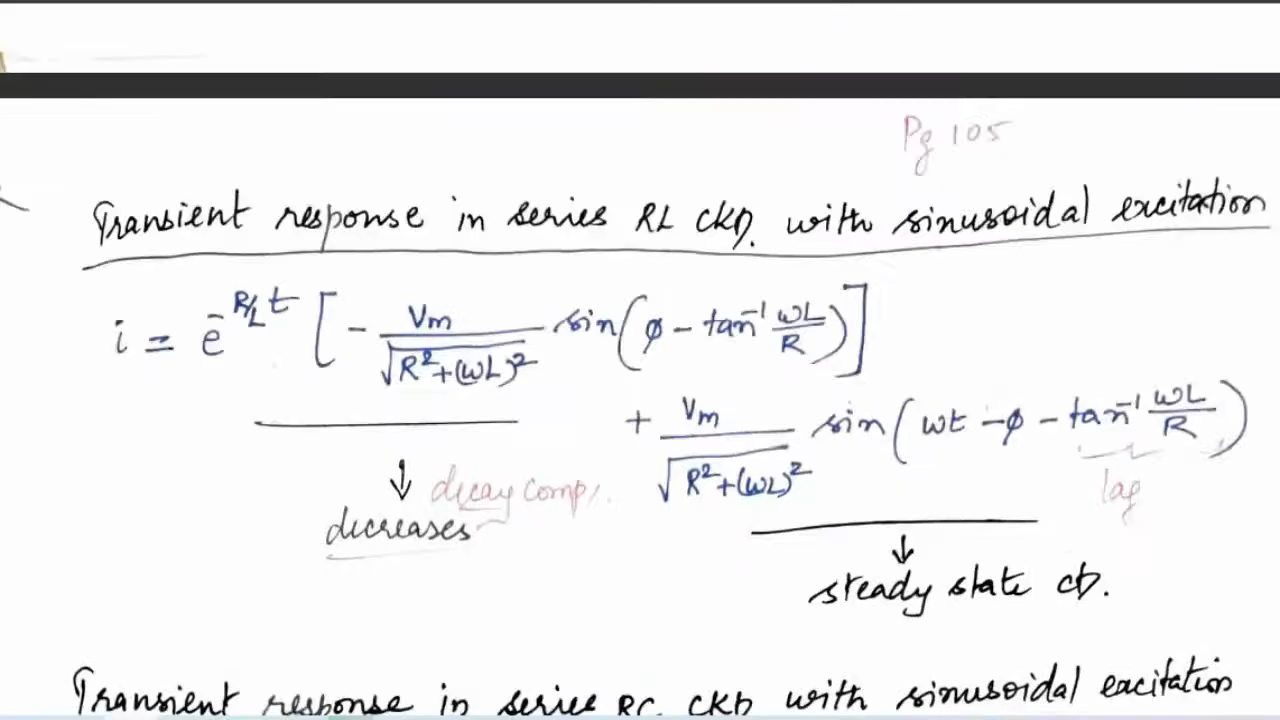 Pg 105
Transient response in series RL ckt. with sinusoidal excitation
i = e^{-R/L t} [ - Vm/√(R²+(ωL)²) sin(φ - tan⁻¹ ωL/R) ]
+ Vm/√(R²+(ωL)²) sin(ωt - φ - tan⁻¹ ωL/R)
decay comp.
lag
decreases
steady state ct.
Transient response in series RC ckt with sinusoidal excitation